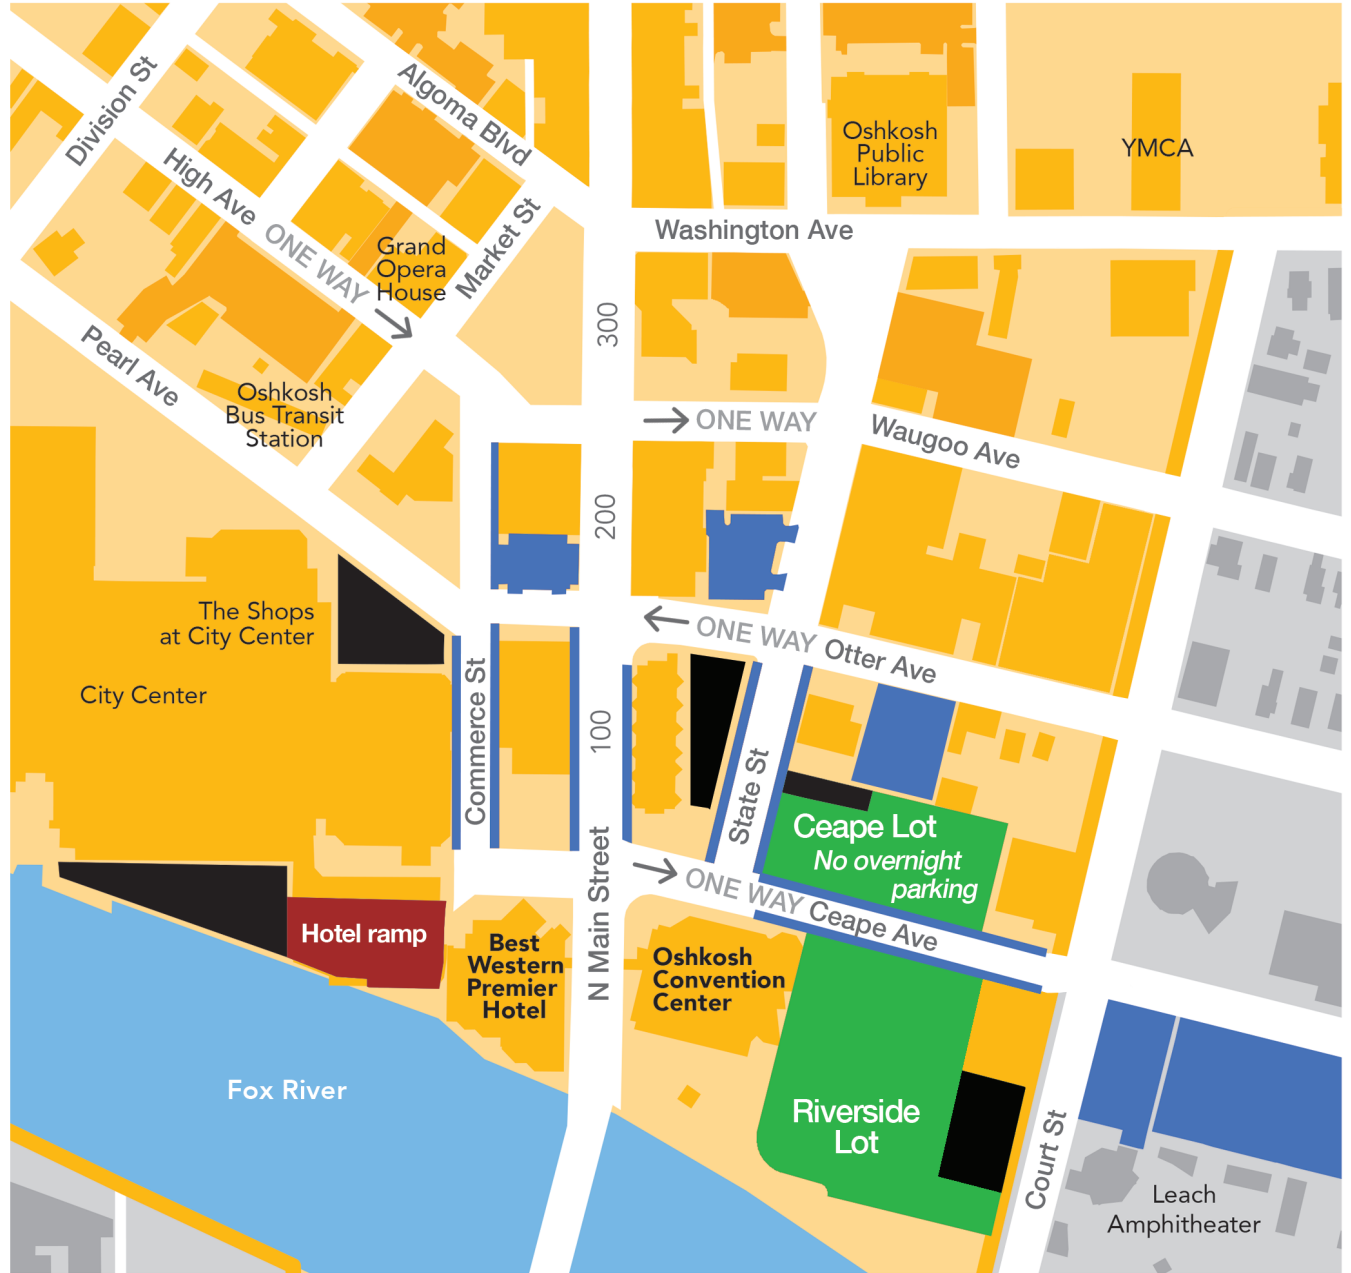 Division St
Algoma Blvd
High Ave
ONE WAY
Market St
Grand
Opera
House
Oshkosh
Public
Library
YMCA
Washington Ave
300
Pearl Ave
Oshkosh
Bus Transit
Station
ONE WAY
Waugoo Ave
200
The Shops
at City Center
City Center
ONE WAY
Otter Ave
Commerce St
100
State St
Ceape Lot
No overnight
parking
ONE WAY
Ceape Ave
N Main Street
Hotel ramp
Best
Western
Premier
Hotel
Oshkosh
Convention
Center
Fox River
Riverside
Lot
Court St
Leach
Amphitheater